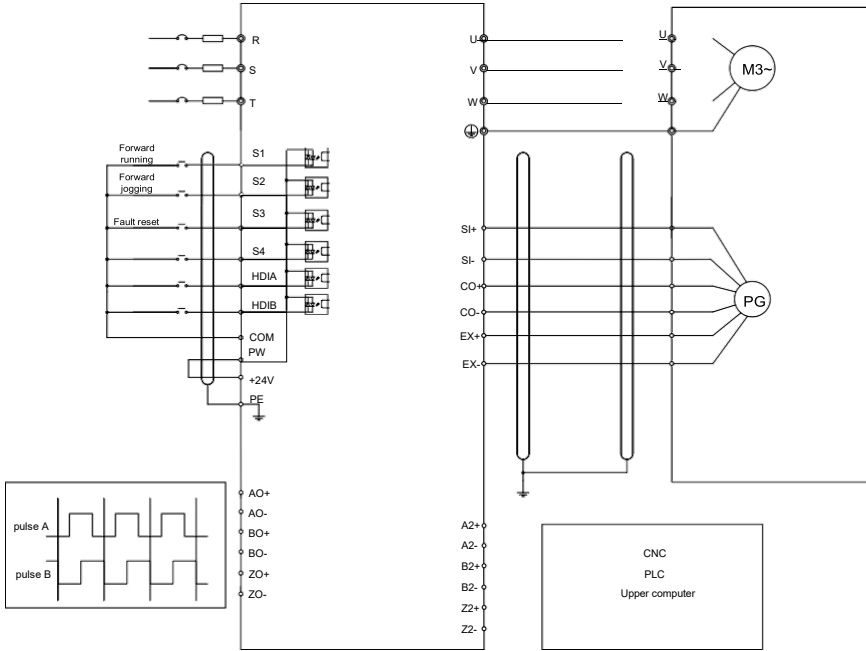 R
S
T
U
V
W
U
V
W
M3~
Forward
running
S1
Forward
jogging
S2
Fault reset
S3
S4
HDIA
HDIB
COM
PW
+24V
PE
SI+
SI-
CO+
CO-
EX+
EX-
PG
pulse A
pulse B
AO+
AO-
BO+
BO-
ZO+
ZO-
A2+
A2-
B2+
B2-
Z2+
Z2-
CNC
PLC
Upper computer